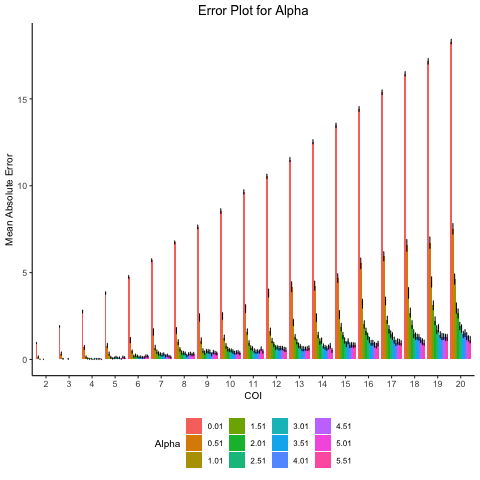 Error Plot for Alpha
Mean Absolute Error
15
10
5
0
2 3 4 5 6 7 8 9 10 11 12 13 14 15 16 17 18 19 20
COI
Alpha
0.01 1.51 3.01 4.51
0.51 2.01 3.51 5.01
1.01 2.51 4.01 5.51